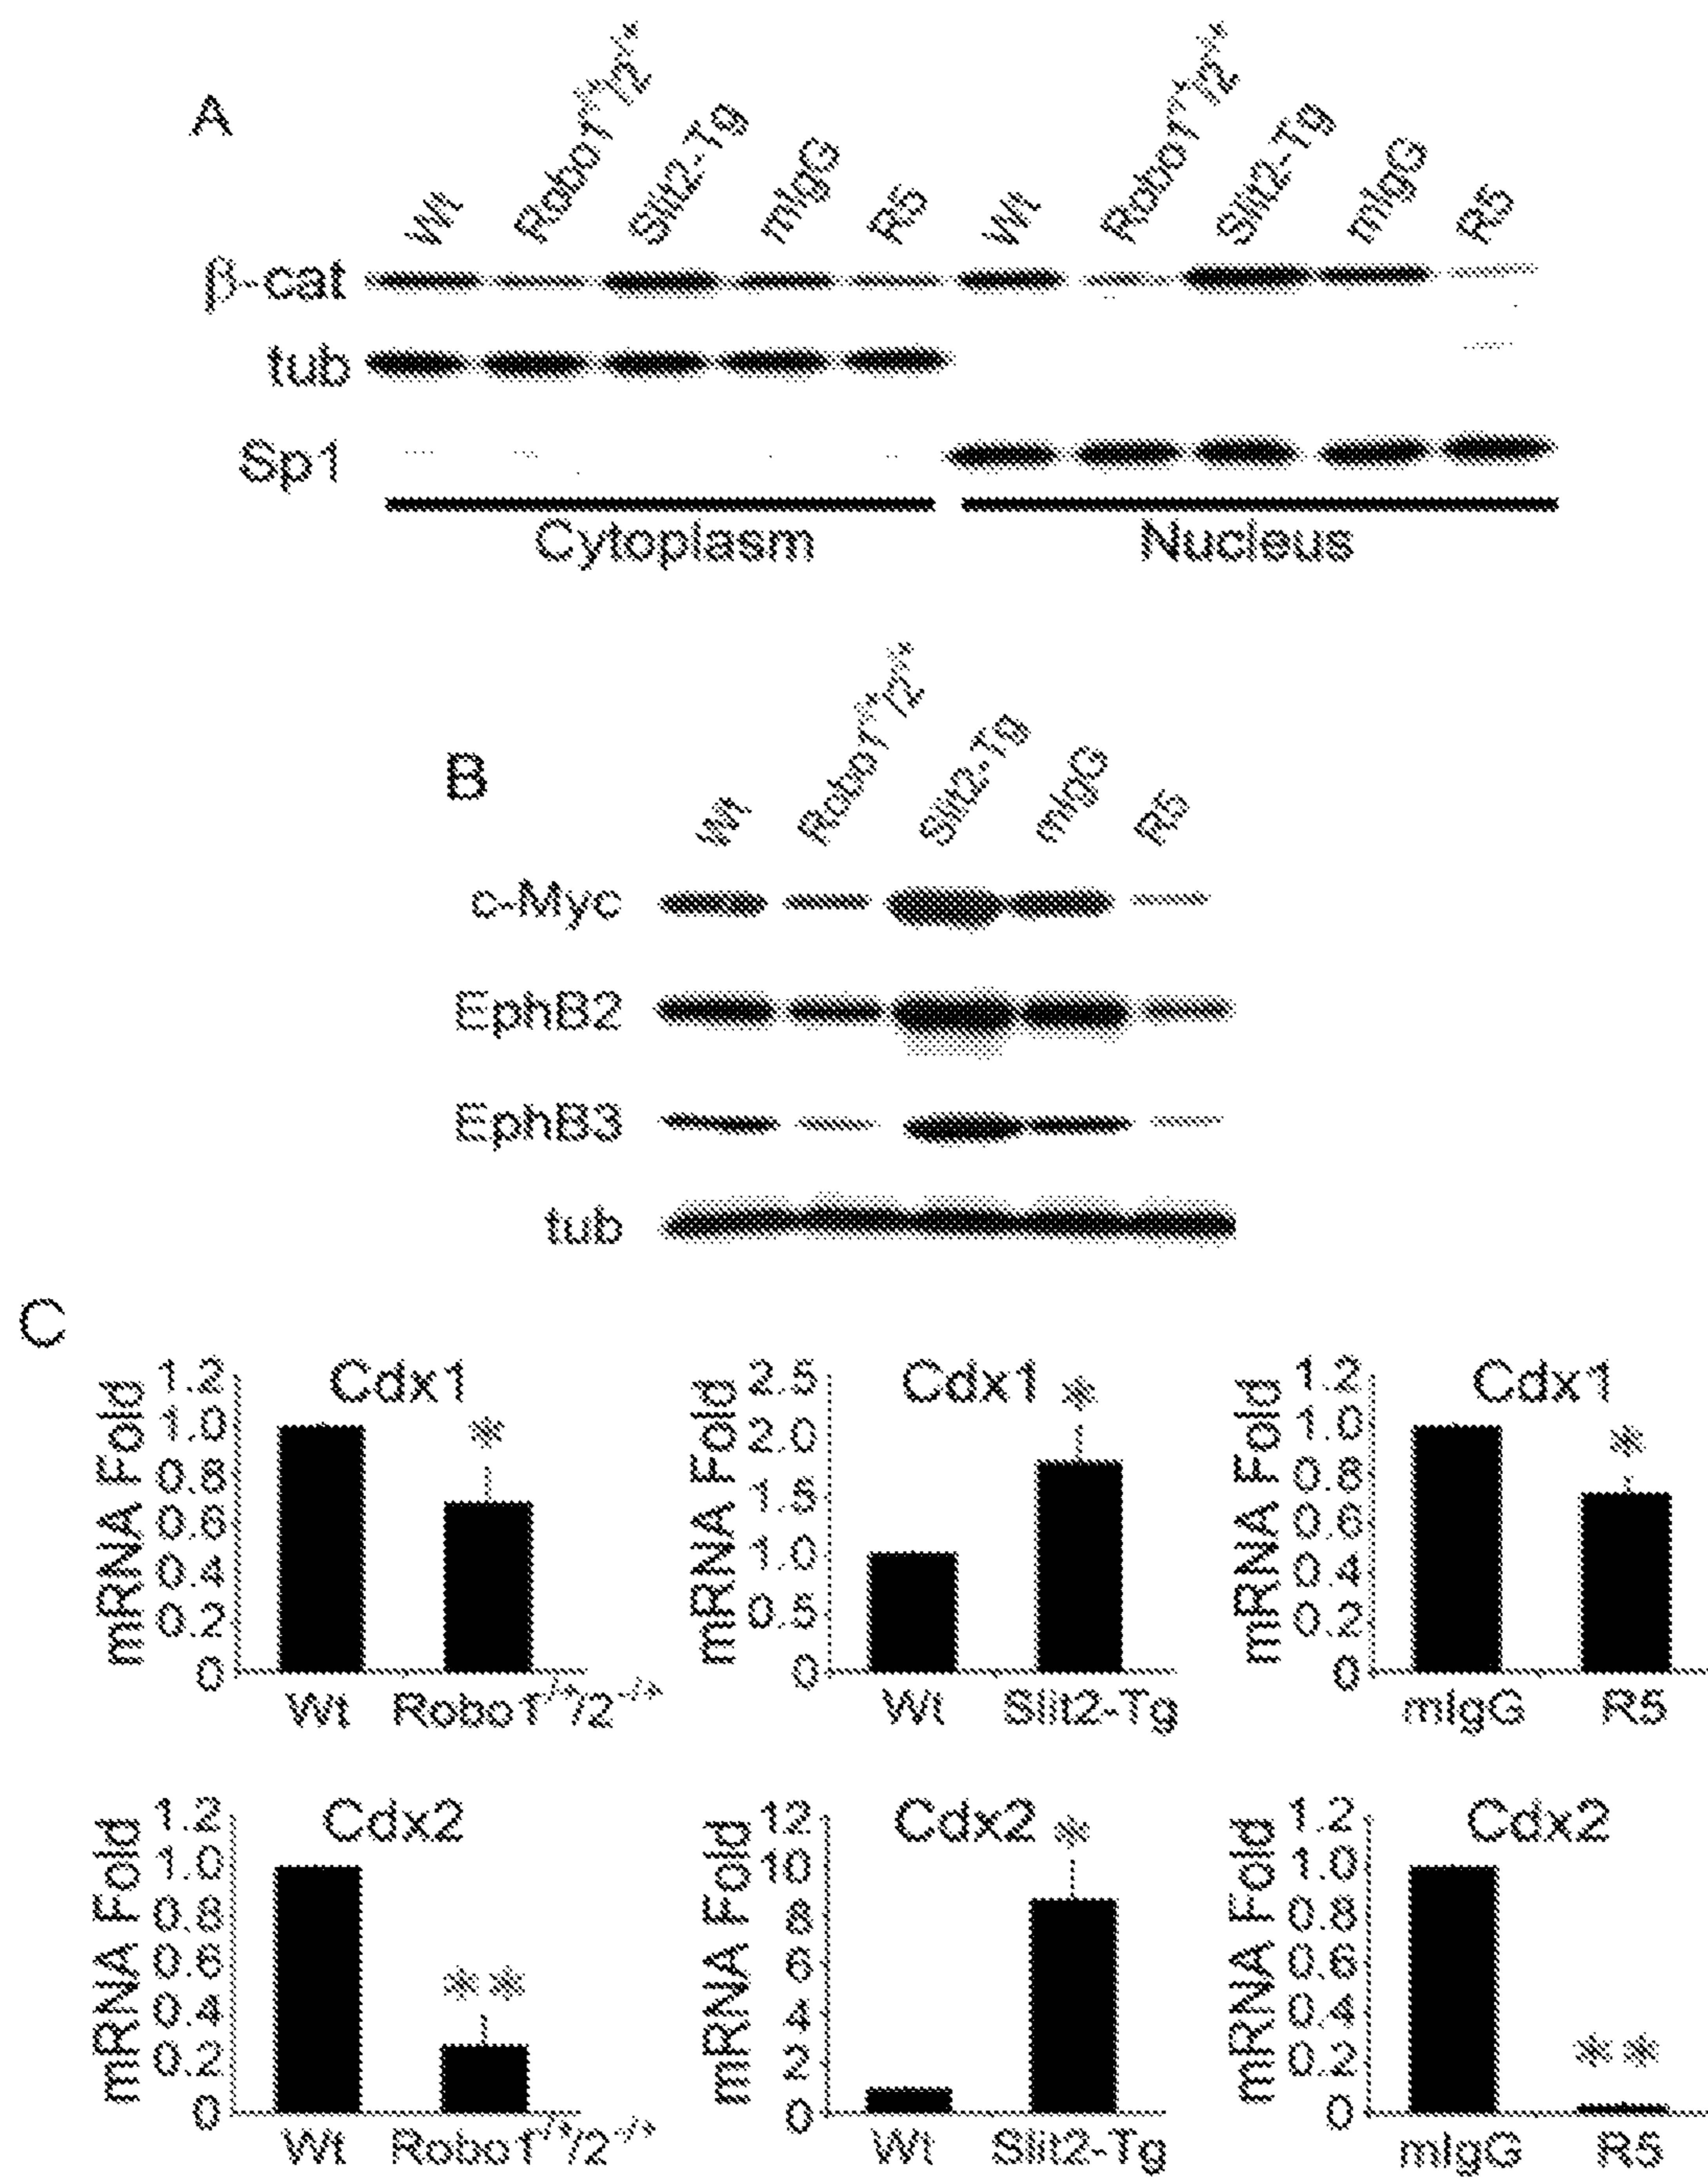 A
Wt Robo1-/+/2-/+ Slit2-Tg mIgG R5 Wt Robo1-/+/2-/+ Slit2-Tg mIgG R5
β-cat
tub
Sp1
Cytoplasm Nucleus
B
Wt Robo1-/+/2-/+ Slit2-Tg mIgG R5
c-Myc
EphB2
EphB3
tub
C
Cdx1
mRNA Fold
1.2
1.0
0.8
0.6
0.4
0.2
0
*
Wt Robo1-/+/2-/+
Cdx1
mRNA Fold
2.5
2.0
1.5
1.0
0.5
0
*
Wt Slit2-Tg
Cdx1
mRNA Fold
1.2
1.0
0.8
0.6
0.4
0.2
0
*
mIgG R5
Cdx2
mRNA Fold
1.2
1.0
0.8
0.6
0.4
0.2
0
**
Wt Robo1-/+/2-/+
Cdx2
mRNA Fold
12
10
8
6
4
2
0
*
Wt Slit2-Tg
Cdx2
mRNA Fold
1.2
1.0
0.8
0.6
0.4
0.2
0
**
mIgG R5